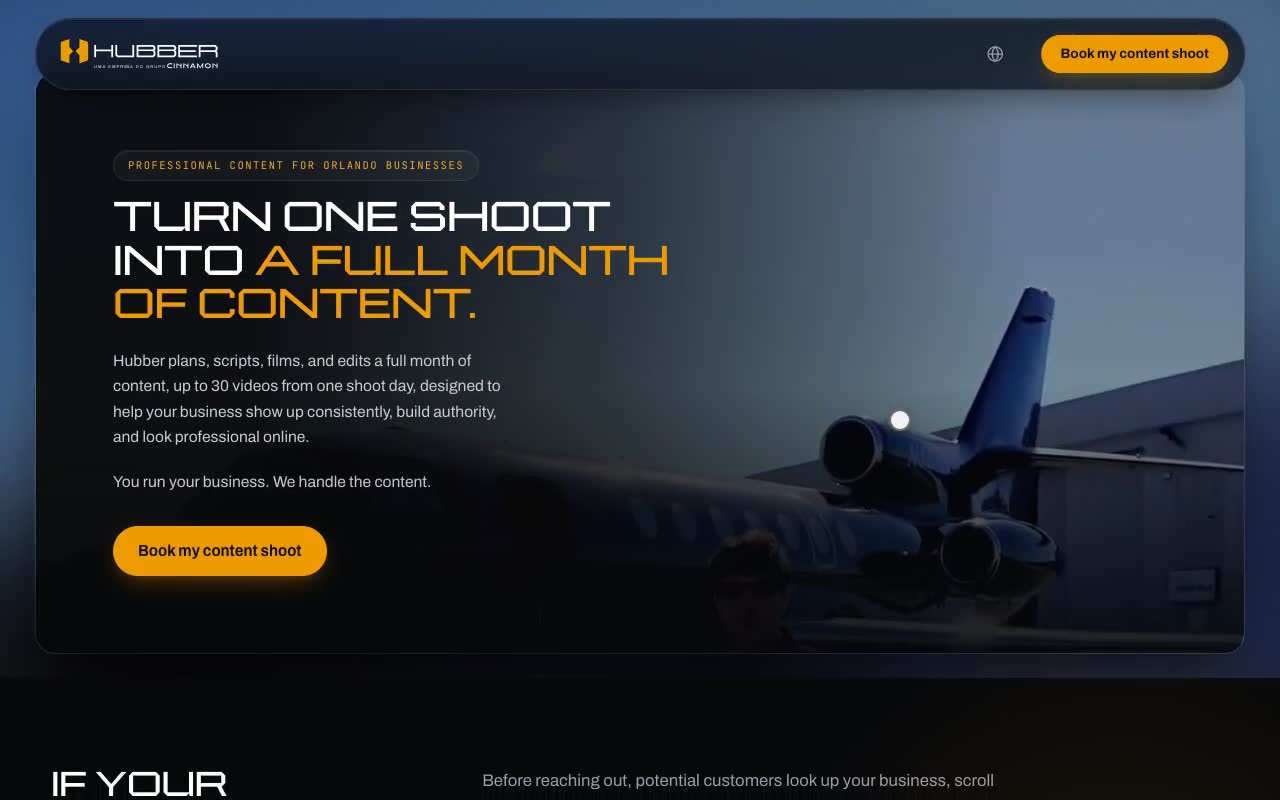 HUBBER
UMA EMPRESA DO GRUPO CINNAMON
Book my content shoot
PROFESSIONAL CONTENT FOR ORLANDO BUSINESSES
TURN ONE SHOOT
INTO A FULL MONTH
OF CONTENT.
Hubber plans, scripts, films, and edits a full month of
content, up to 30 videos from one shoot day, designed to
help your business show up consistently, build authority,
and look professional online.
You run your business. We handle the content.
Book my content shoot
IF YOUR
Before reaching out, potential customers look up your business, scroll